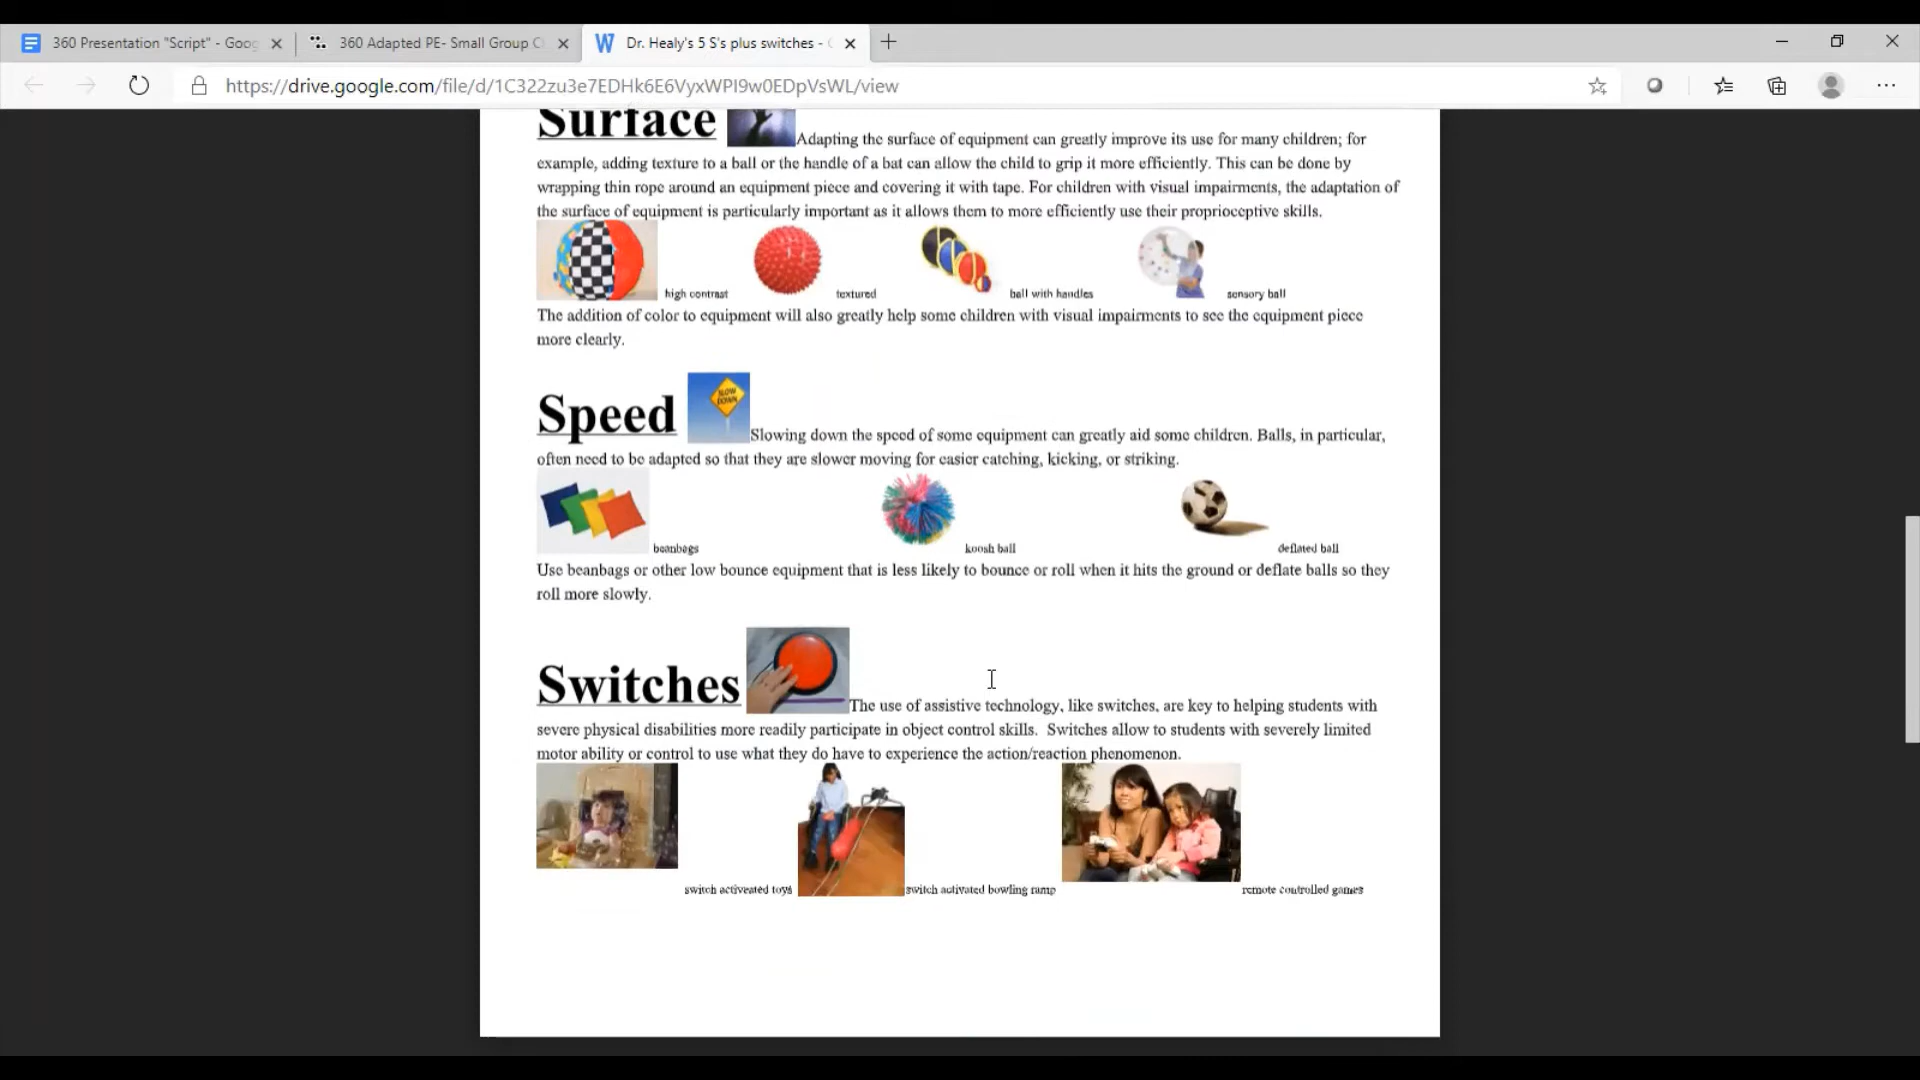 360 Presentation "Script" - Goog
360 Adapted PE- Small Group C
Dr. Healy's 5 S's plus switches -
https://drive.google.com/file/d/1C322zu3e7EDHk6E6VyxWPI9w0EDpVsWL/view
Surface Adapting the surface of equipment can greatly improve its use for many children; for
example, adding texture to a ball or the handle of a bat can allow the child to grip it more efficiently. This can be done by
wrapping thin rope around an equipment piece and covering it with tape. For children with visual impairments, the adaptation of
the surface of equipment is particularly important as it allows them to more efficiently use their proprioceptive skills.
high contrast textured ball with handles sensory ball
The addition of color to equipment will also greatly help some children with visual impairments to see the equipment piece
more clearly.
SLOW
DOWN
Speed Slowing down the speed of some equipment can greatly aid some children. Balls, in particular,
often need to be adapted so that they are slower moving for easier catching, kicking, or striking.
beanbags koosh ball deflated ball
Use beanbags or other low bounce equipment that is less likely to bounce or roll when it hits the ground or deflate balls so they
roll more slowly.
Switches The use of assistive technology, like switches, are key to helping students with
severe physical disabilities more readily participate in object control skills. Switches allow to students with severely limited
motor ability or control to use what they do have to experience the action/reaction phenomenon.
switch activated toys switch activated bowling ramp remote controlled games